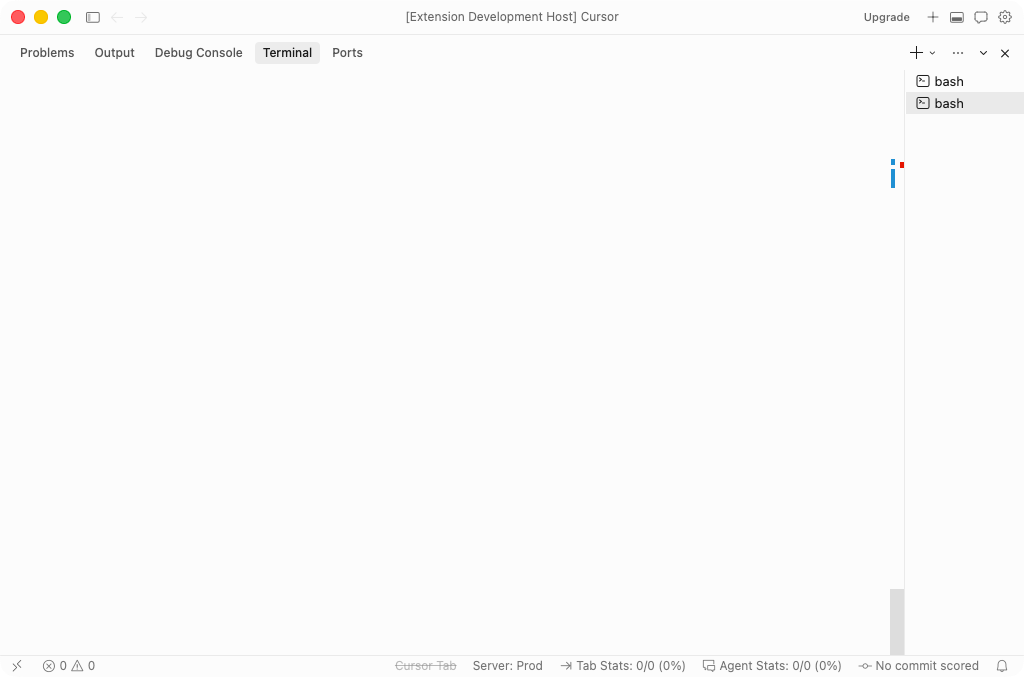 [Extension Development Host] Cursor
Upgrade
Problems Output Debug Console Terminal Ports
bash
bash
0 0 Cursor Tab Server: Prod Tab Stats: 0/0 (0%) Agent Stats: 0/0 (0%) No commit scored